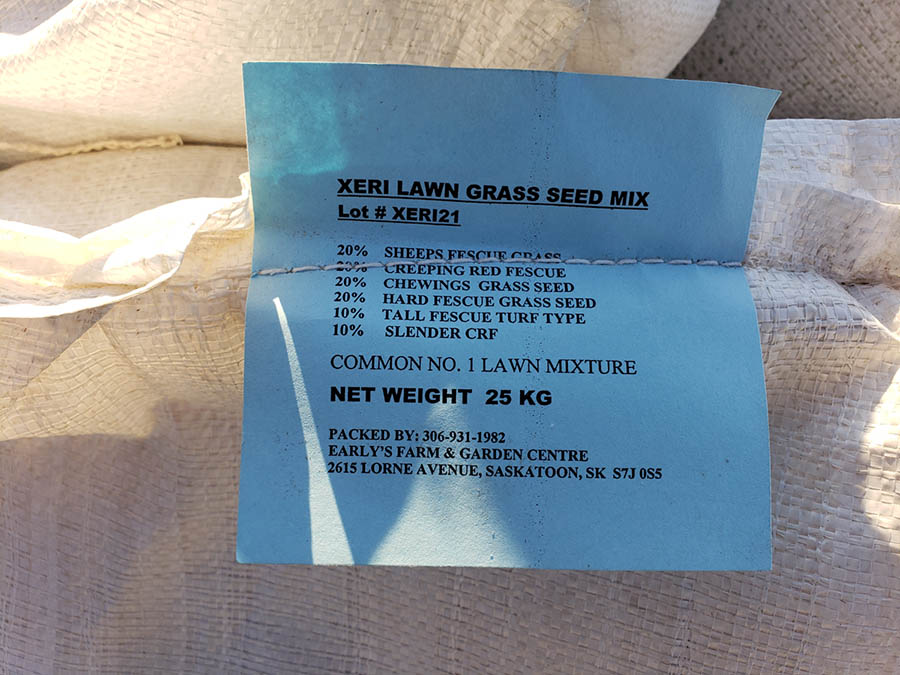 XERI LAWN GRASS SEED MIX
Lot # XERI21
20% SHEEPS FESCUE GRASS
20% CREEPING RED FESCUE
20% CHEWINGS GRASS SEED
20% HARD FESCUE GRASS SEED
10% TALL FESCUE TURF TYPE
10% SLENDER CRF
COMMON NO. 1 LAWN MIXTURE
NET WEIGHT 25 KG
PACKED BY: 306-931-1982
EARLY'S FARM & GARDEN CENTRE
2615 LORNE AVENUE, SASKATOON, SK S7J 0S5